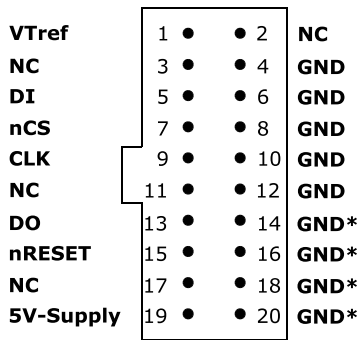 VTref 1 2 NC
NC 3 4 GND
DI 5 6 GND
nCS 7 8 GND
CLK 9 10 GND
NC 11 12 GND
DO 13 14 GND*
nRESET 15 16 GND*
NC 17 18 GND*
5V-Supply 19 20 GND*